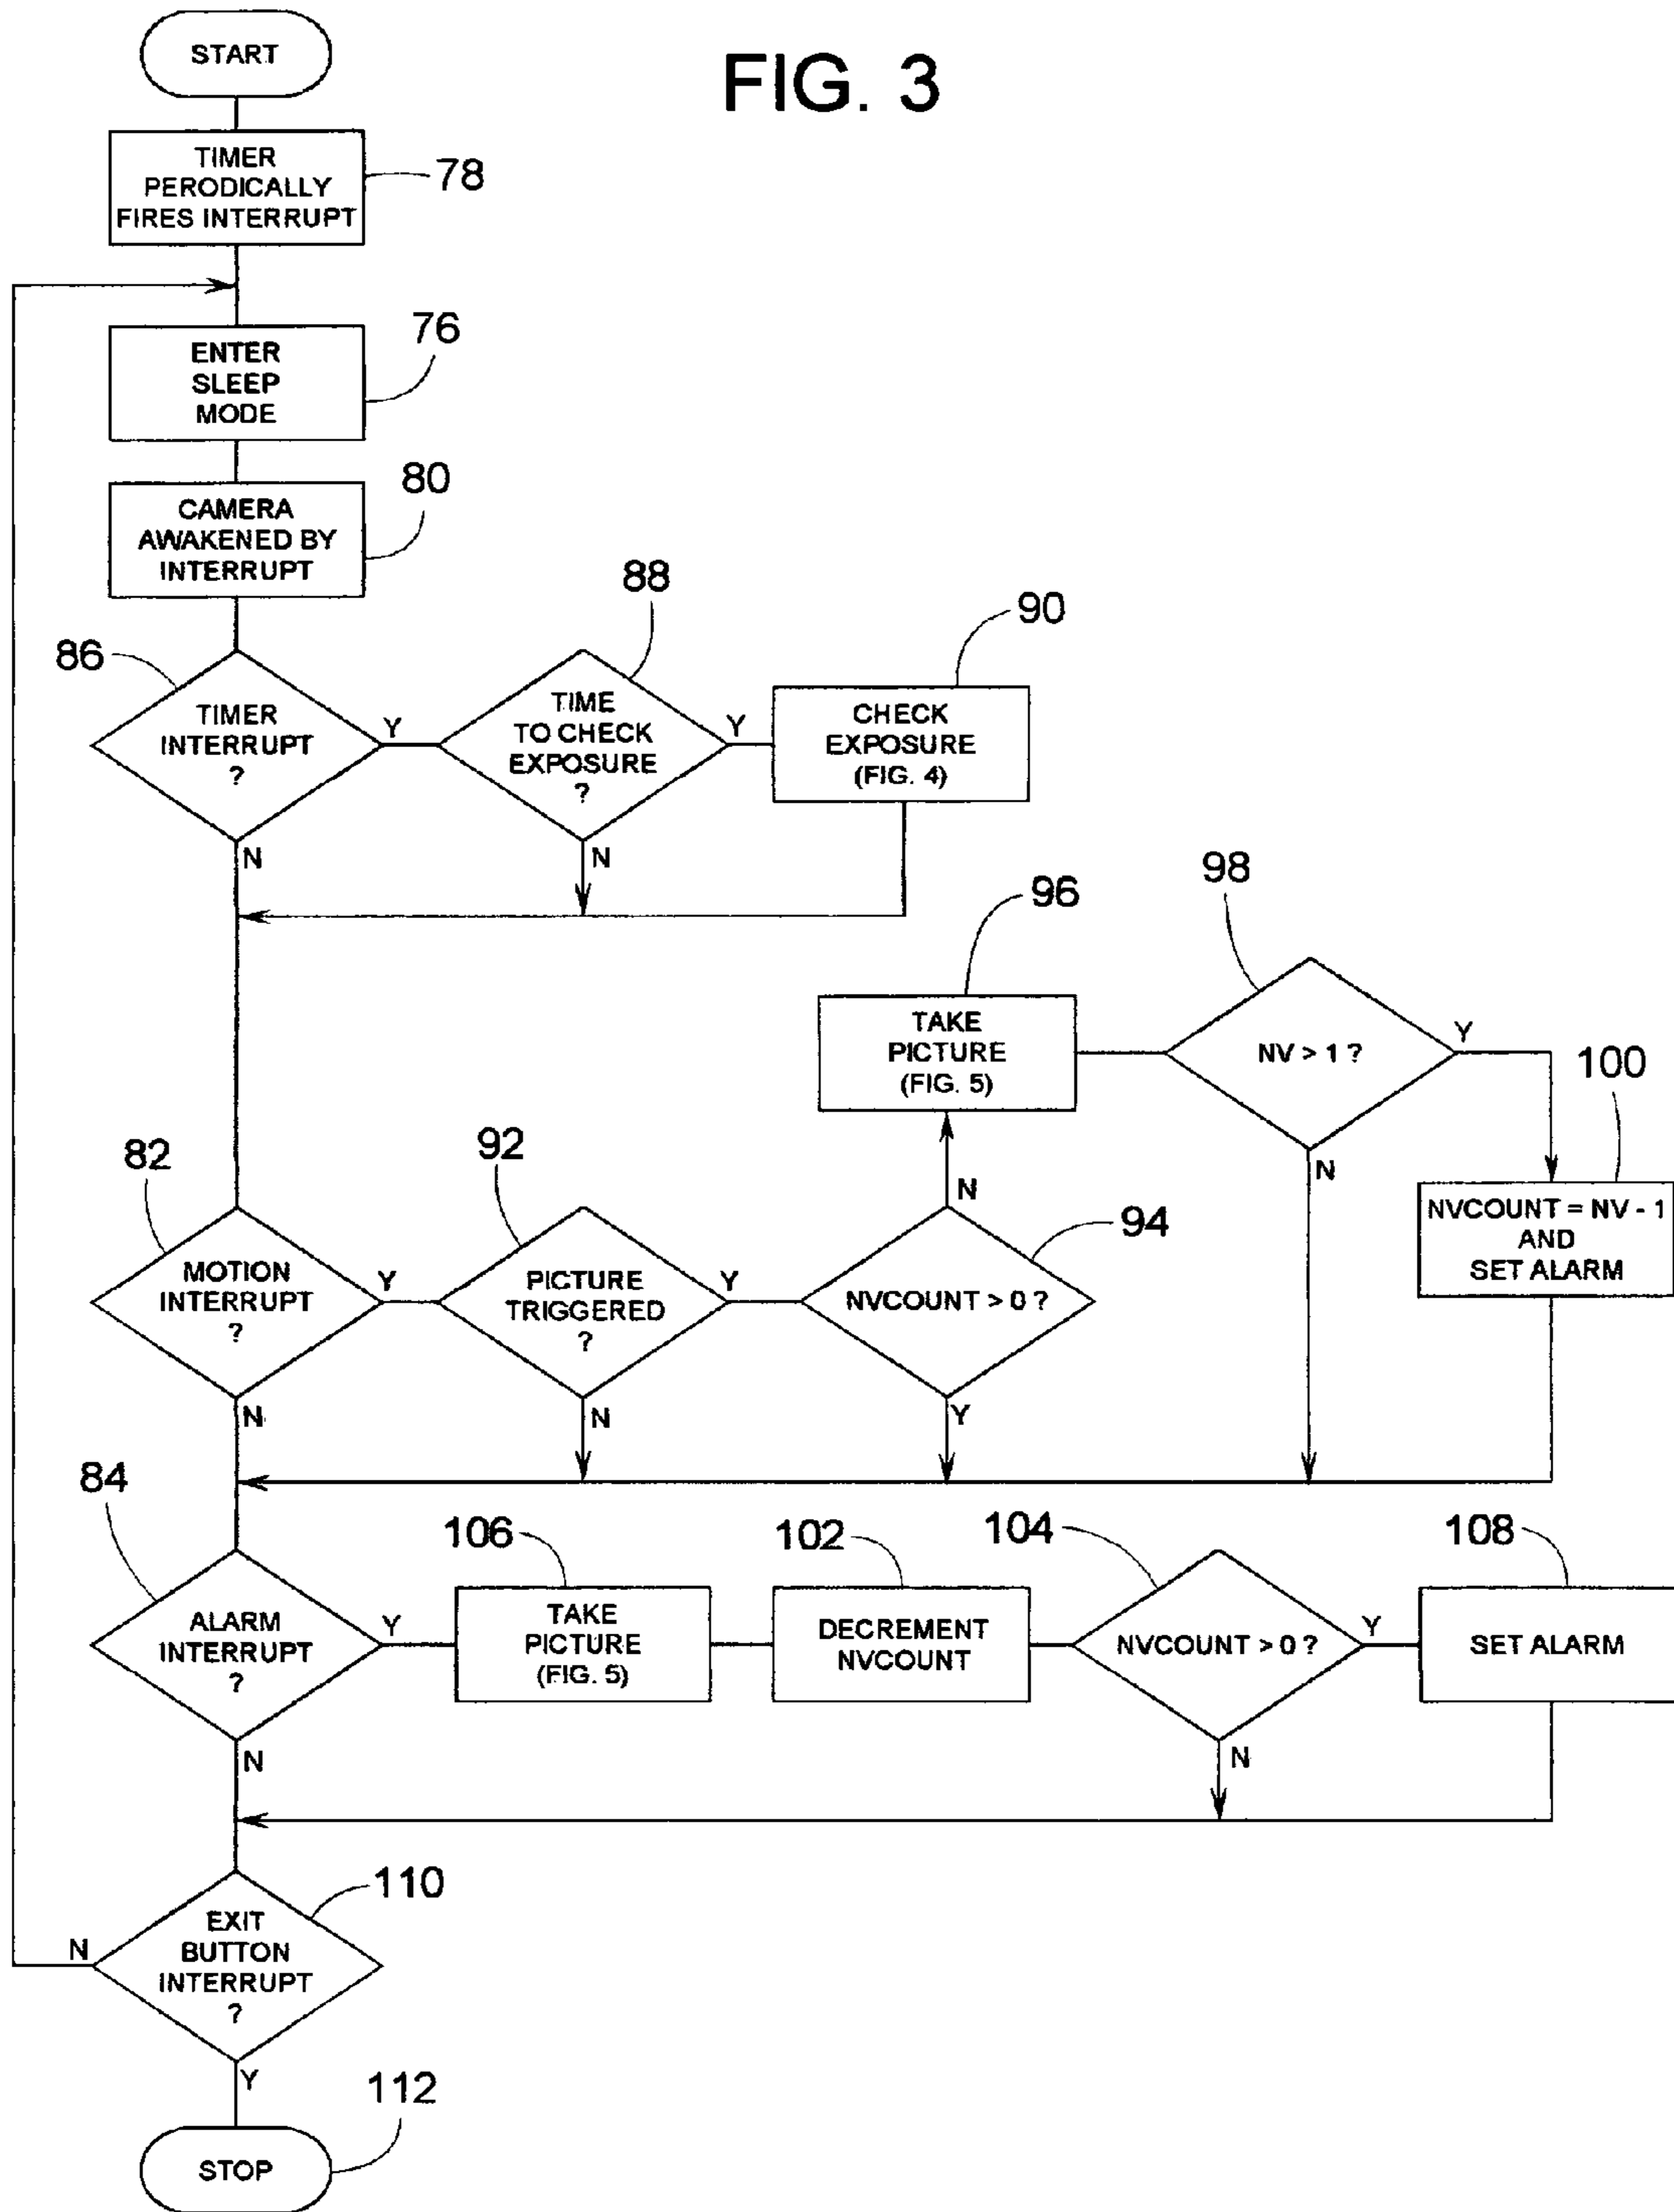 FIG. 3
START
TIMER
PERODICALLY
FIRES INTERRUPT
78
ENTER
SLEEP
MODE
76
CAMERA
AWAKENED BY
INTERRUPT
80
86
TIMER
INTERRUPT
?
Y
N
88
TIME
TO CHECK
EXPOSURE
?
Y
N
90
CHECK
EXPOSURE
(FIG. 4)
96
TAKE
PICTURE
(FIG. 5)
98
NV > 1 ?
Y
N
100
NVCOUNT = NV - 1
AND
SET ALARM
82
MOTION
INTERRUPT
?
Y
N
92
PICTURE
TRIGGERED
?
Y
N
94
NVCOUNT > 0 ?
N
Y
84
ALARM
INTERRUPT
?
Y
N
106
TAKE
PICTURE
(FIG. 5)
102
DECREMENT
NVCOUNT
104
NVCOUNT > 0 ?
Y
N
108
SET ALARM
110
EXIT
BUTTON
INTERRUPT
?
N
Y
112
STOP